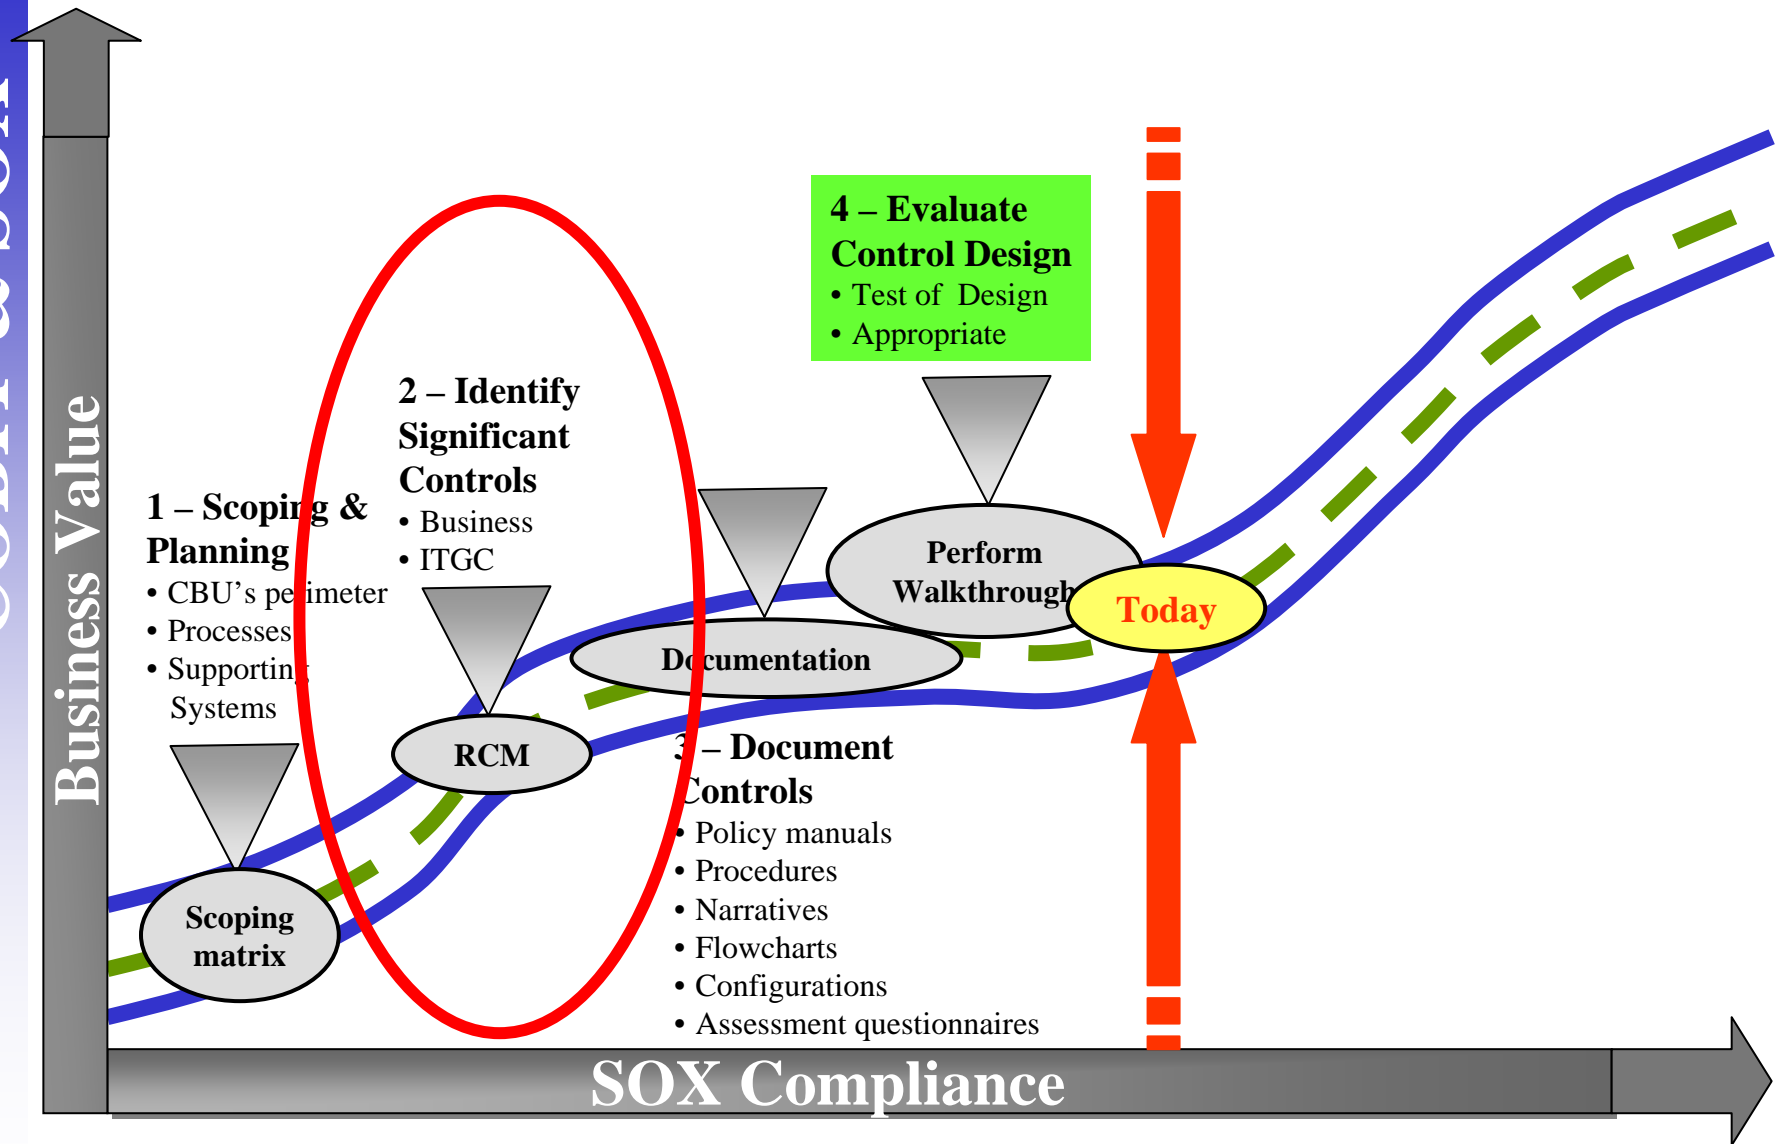 4 – Evaluate
Control Design
• Test of Design
• Appropriate
2 – Identify
Significant
Controls
• Business
• ITGC
1 – Scoping &
Planning
• CBU's perimeter
• Processes
• Supporting
Systems
Perform
Walkthrough
Today
Documentation
RCM
3 – Document
Controls
• Policy manuals
• Procedures
• Narratives
• Flowcharts
• Configurations
• Assessment questionnaires
Scoping
matrix
Business Value
SOX Compliance